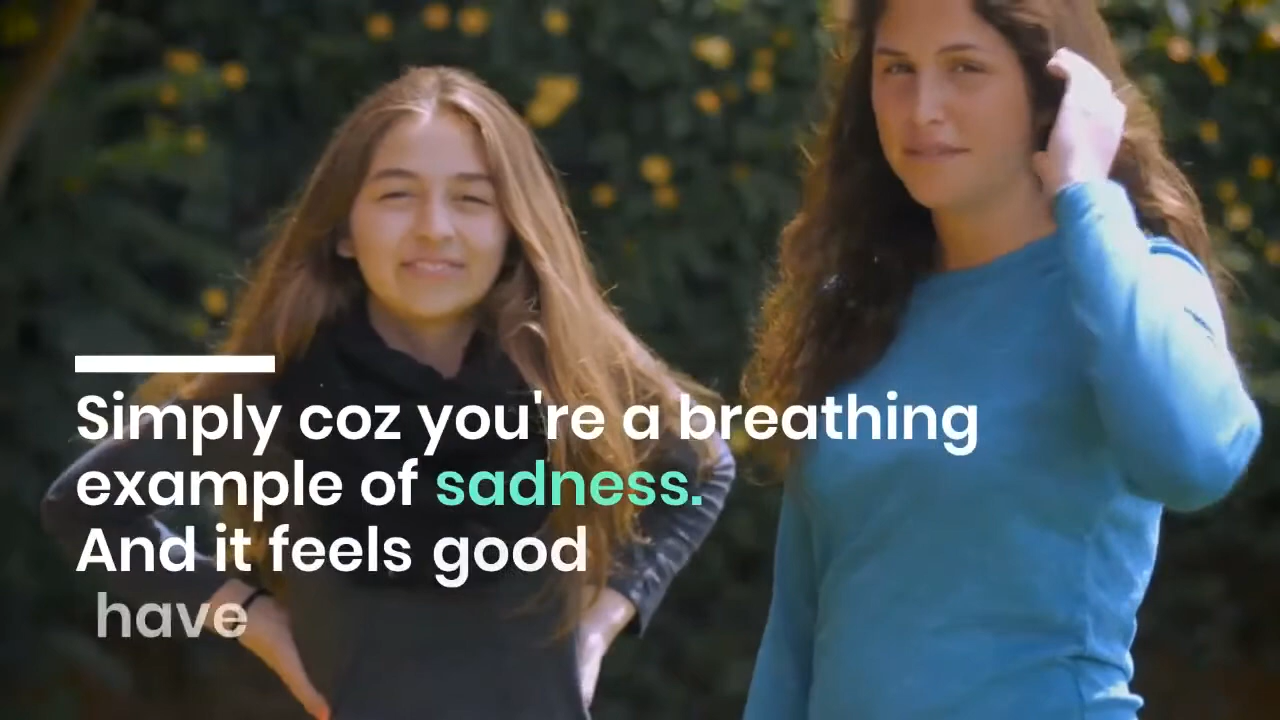 Simply coz you're a breathing
example of sadness.
And it feels good
have